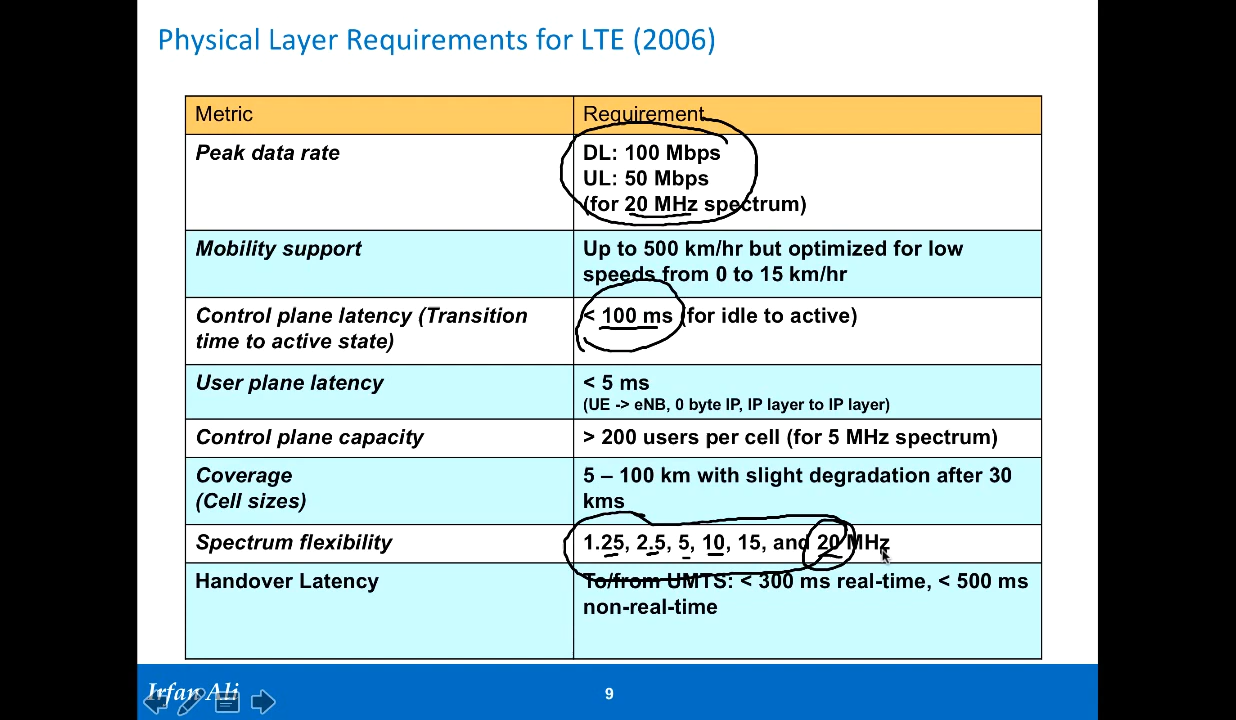 Physical Layer Requirements for LTE (2006)
Metric
Requirement
Peak data rate
DL: 100 Mbps
UL: 50 Mbps
(for 20 MHz spectrum)
Mobility support
Up to 500 km/hr but optimized for low
speeds from 0 to 15 km/hr
Control plane latency (Transition
time to active state)
< 100 ms (for idle to active)
User plane latency
< 5 ms
(UE -> eNB, 0 byte IP, IP layer to IP layer)
Control plane capacity
> 200 users per cell (for 5 MHz spectrum)
Coverage
(Cell sizes)
5 – 100 km with slight degradation after 30
kms
Spectrum flexibility
1.25, 2.5, 5, 10, 15, and 20 MHz
Handover Latency
To/from UMTS: < 300 ms real-time, < 500 ms
non-real-time
Irfan Ali
9